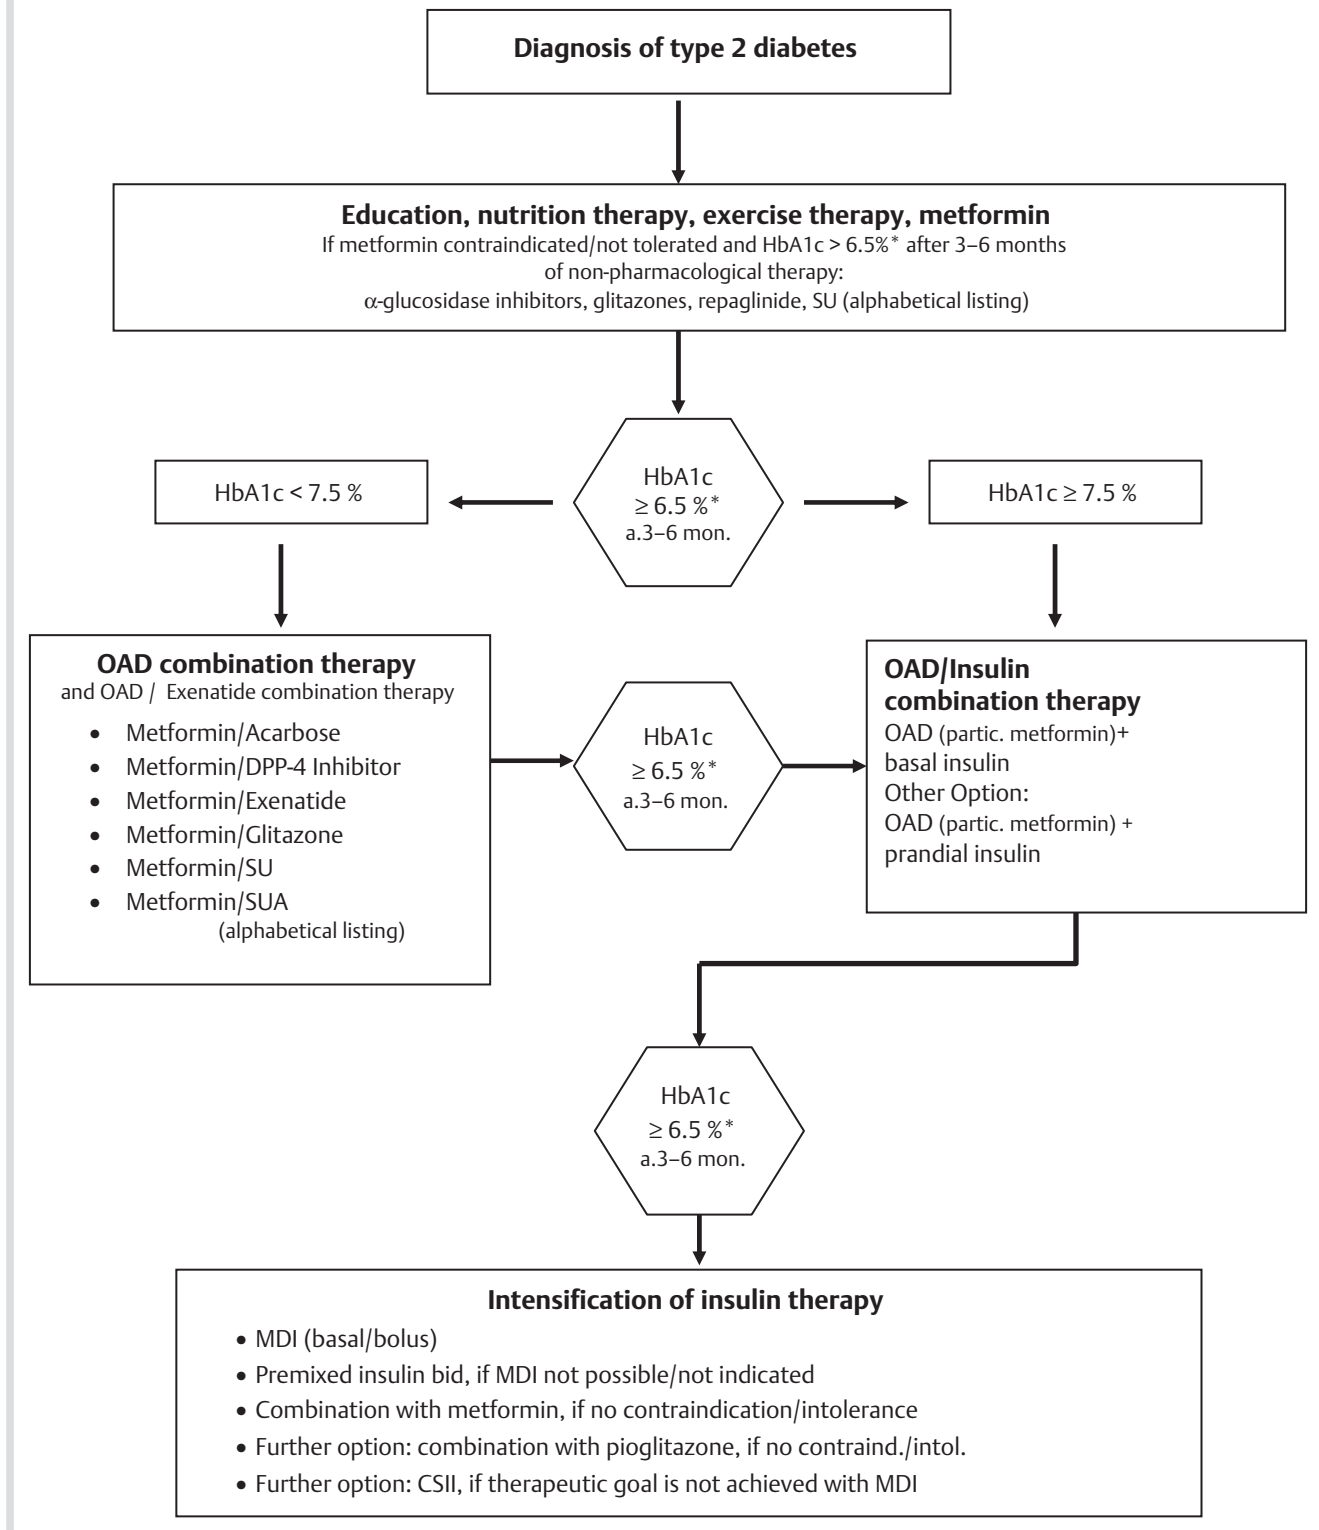 Diagnosis of type 2 diabetes
Education, nutrition therapy, exercise therapy, metformin
If metformin contraindicated/not tolerated and HbA1c > 6.5%* after 3–6 months
of non-pharmacological therapy:
α-glucosidase inhibitors, glitazones, repaglinide, SU (alphabetical listing)
HbA1c
≥ 6.5 %*
a.3–6 mon.
HbA1c < 7.5 %
HbA1c ≥ 7.5 %
OAD combination therapy
and OAD / Exenatide combination therapy
• Metformin/Acarbose
• Metformin/DPP-4 Inhibitor
• Metformin/Exenatide
• Metformin/Glitazone
• Metformin/SU
• Metformin/SUA
(alphabetical listing)
HbA1c
≥ 6.5 %*
a.3–6 mon.
OAD/Insulin
combination therapy
OAD (partic. metformin)+
basal insulin
Other Option:
OAD (partic. metformin) +
prandial insulin
HbA1c
≥ 6.5 %*
a.3–6 mon.
Intensification of insulin therapy
• MDI (basal/bolus)
• Premixed insulin bid, if MDI not possible/not indicated
• Combination with metformin, if no contraindication/intolerance
• Further option: combination with pioglitazone, if no contraind./intol.
• Further option: CSII, if therapeutic goal is not achieved with MDI